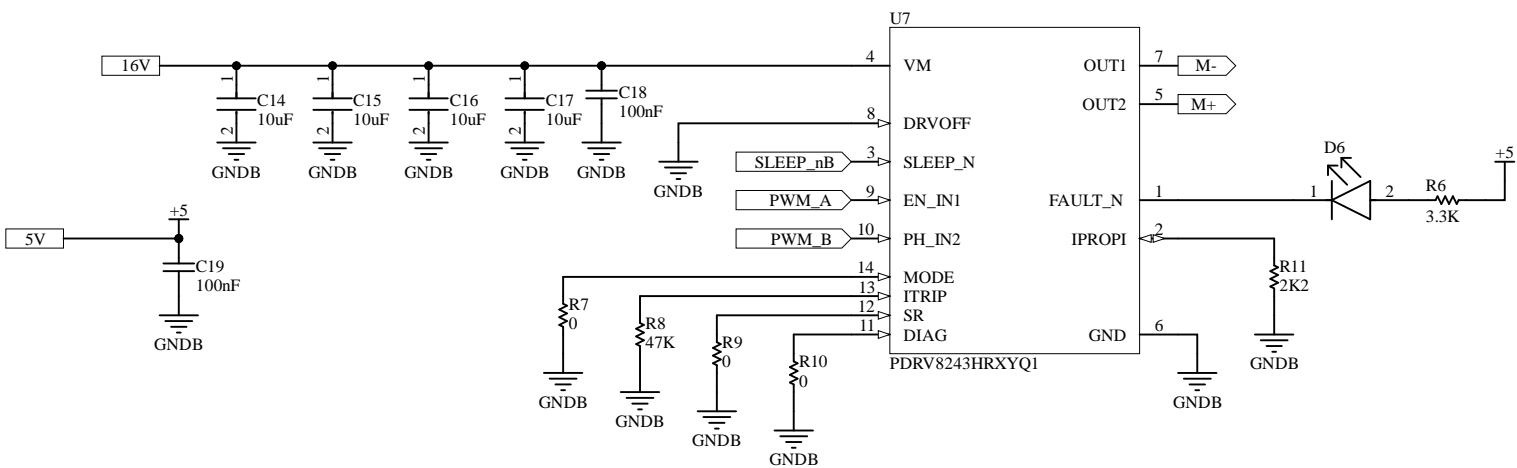 U7
16V
4
VM
OUT1
7
M-
1
C14
10uF
2
GNDB
1
C15
10uF
2
GNDB
1
C16
10uF
2
GNDB
1
C17
10uF
2
GNDB
C18
100nF
GNDB
OUT2
5
M+
8
DRVOFF
GNDB
SLEEP_nB
3
SLEEP_N
D6
+5
PWM_A
9
EN_IN1
FAULT_N
1
1
2
R6
3.3K
+5
5V
PWM_B
10
PH_IN2
IPROPI
2
C19
100nF
GNDB
R11
2K2
GNDB
14
MODE
13
ITRIP
12
SR
11
DIAG
R7
0
GNDB
R8
47K
GNDB
R9
0
GNDB
R10
0
GNDB
GND
6
GNDB
PDRV8243HRXYQ1